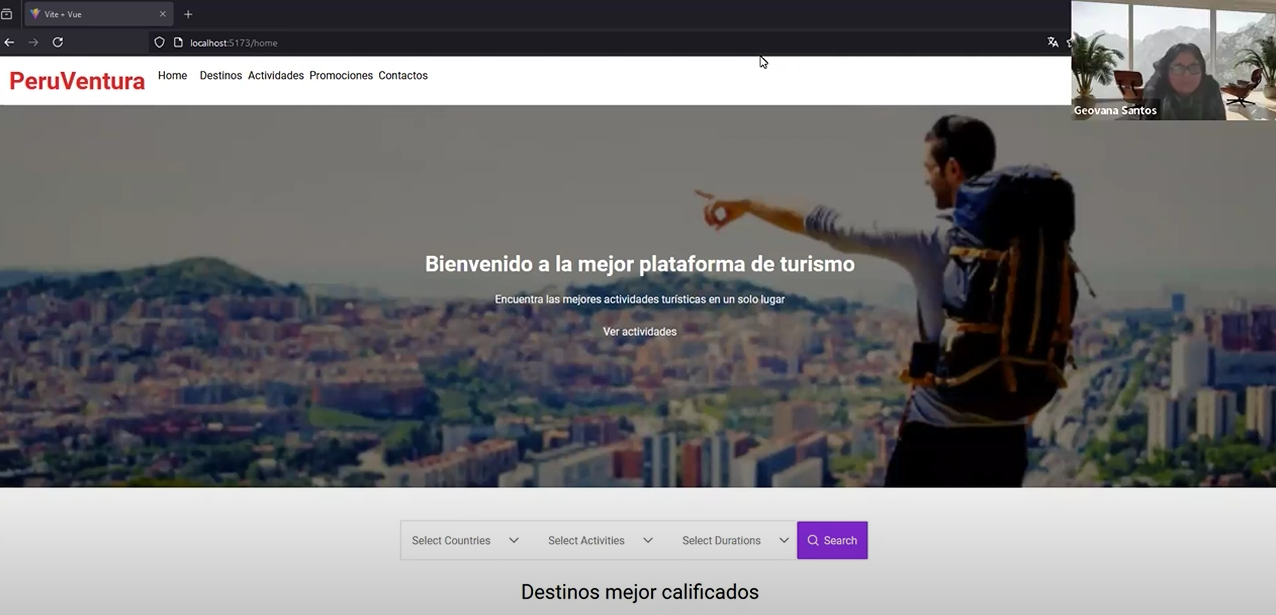 Vite + Vue
localhost:5173/home
Geovana Santos
PeruVentura Home Destinos Actividades Promociones Contactos
Bienvenido a la mejor plataforma de turismo
Encuentra las mejores actividades turísticas en un solo lugar
Ver actividades
Select Countries Select Activities Select Durations Search
Destinos mejor calificados